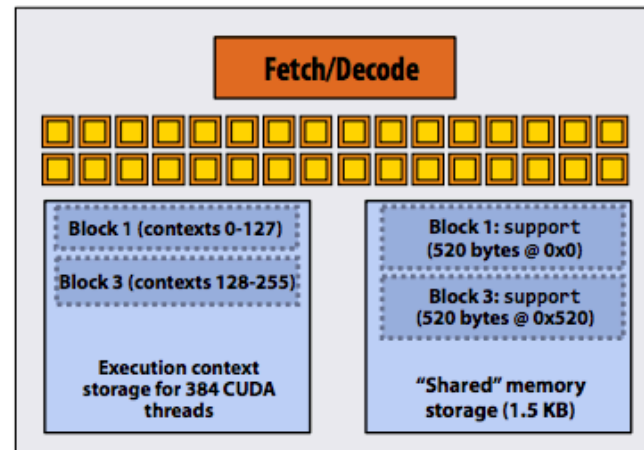 Fetch/Decode
Block 1 (contexts 0-127)
Block 3 (contexts 128-255)
Execution context
storage for 384 CUDA
threads
Block 1: support
(520 bytes @ 0x0)
Block 3: support
(520 bytes @ 0x520)
“Shared” memory
storage (1.5 KB)